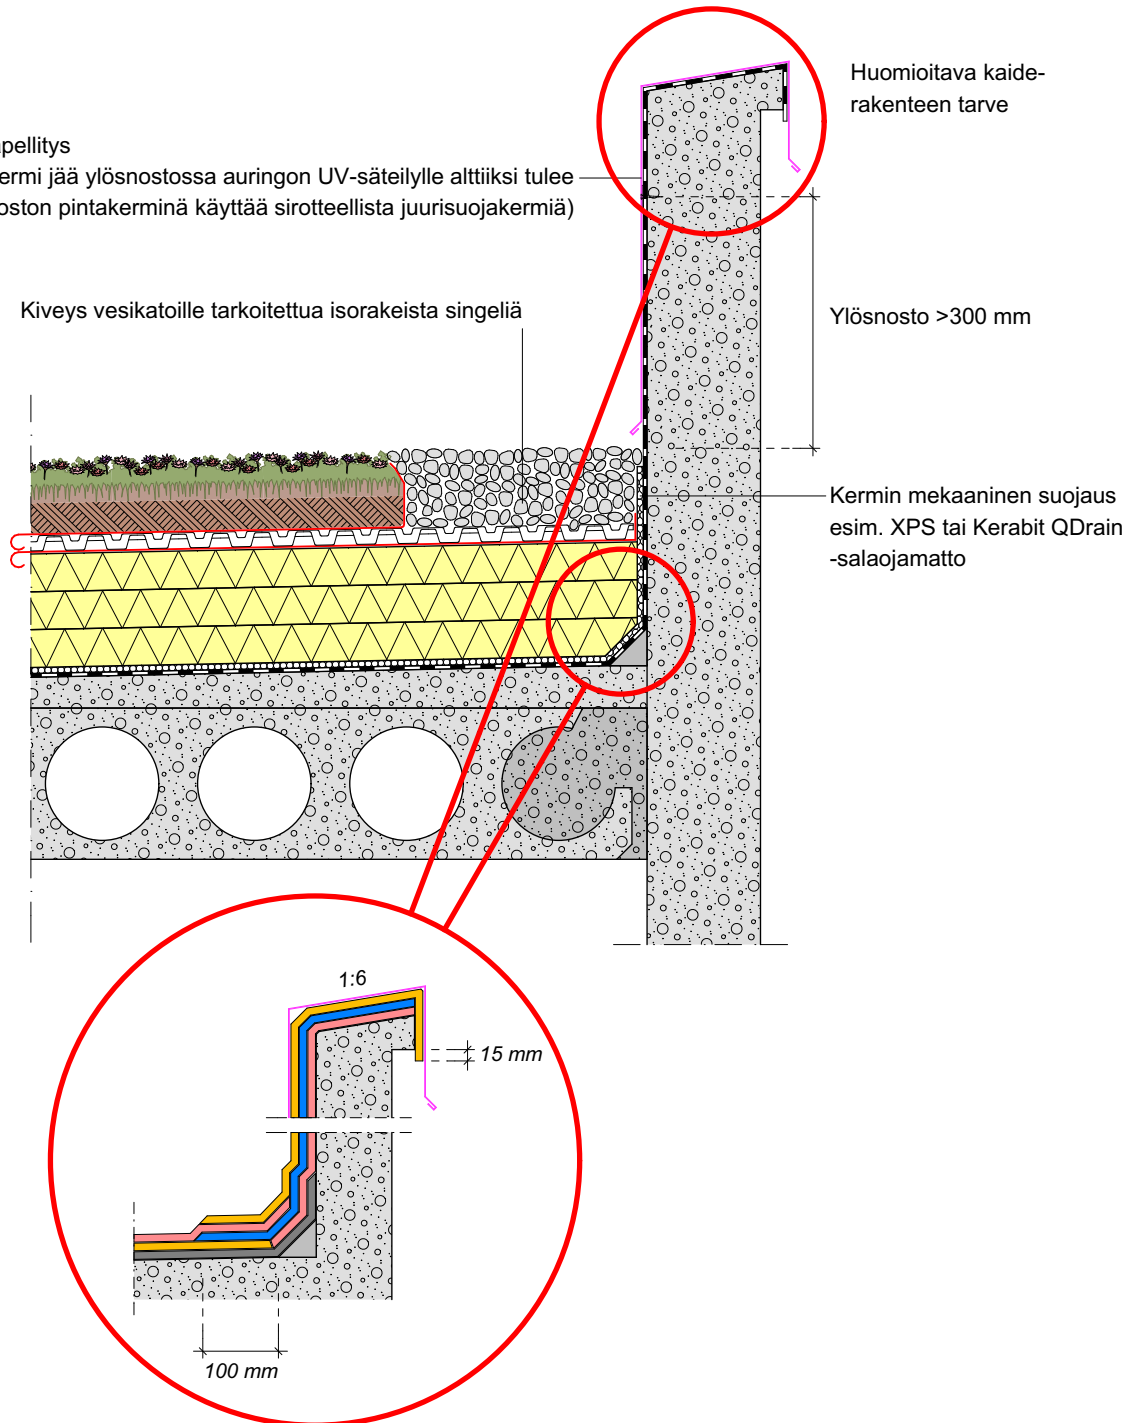 Huomioitava kaide-
rakenteen tarve
pellitys
ermi jää ylösnostossa auringon UV-säteilylle alttiiksi tulee
oston pintakerminä käyttää sirotteellista juurisuojakermiä)
Kiveys vesikatoille tarkoitettua isorakeista singeliä
Ylösnosto >300 mm
Kermin mekaaninen suojaus
esim. XPS tai Kerabit QDrain
-salaojamatto
1:6
15 mm
100 mm